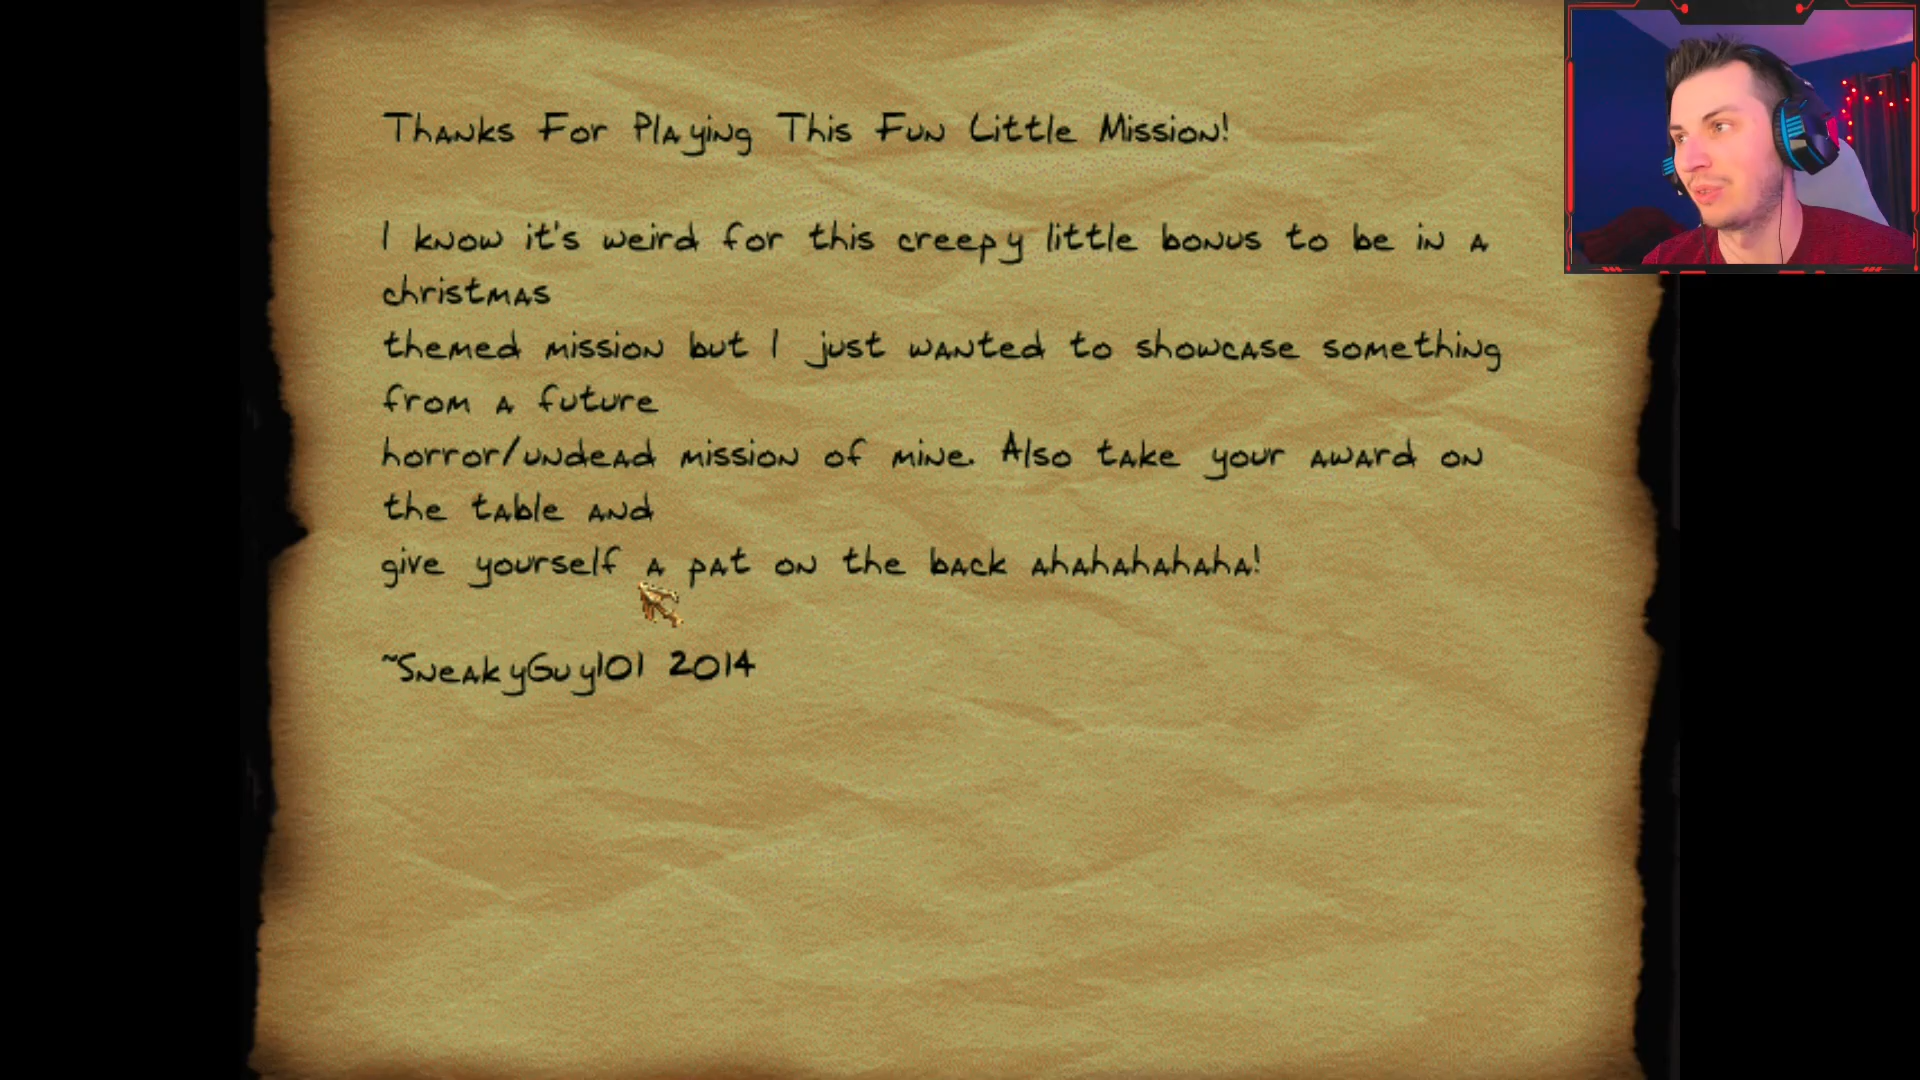 Thanks For Playing This Fun Little Mission!
I know it's weird for this creepy little bonus to be in a
christmas
themed mission but I just wanted to showcase something
from a future
horror/undead mission of mine. Also take your award on
the table and
give yourself a pat on the back ahahahahaha!
~SneakyGuy101 2014